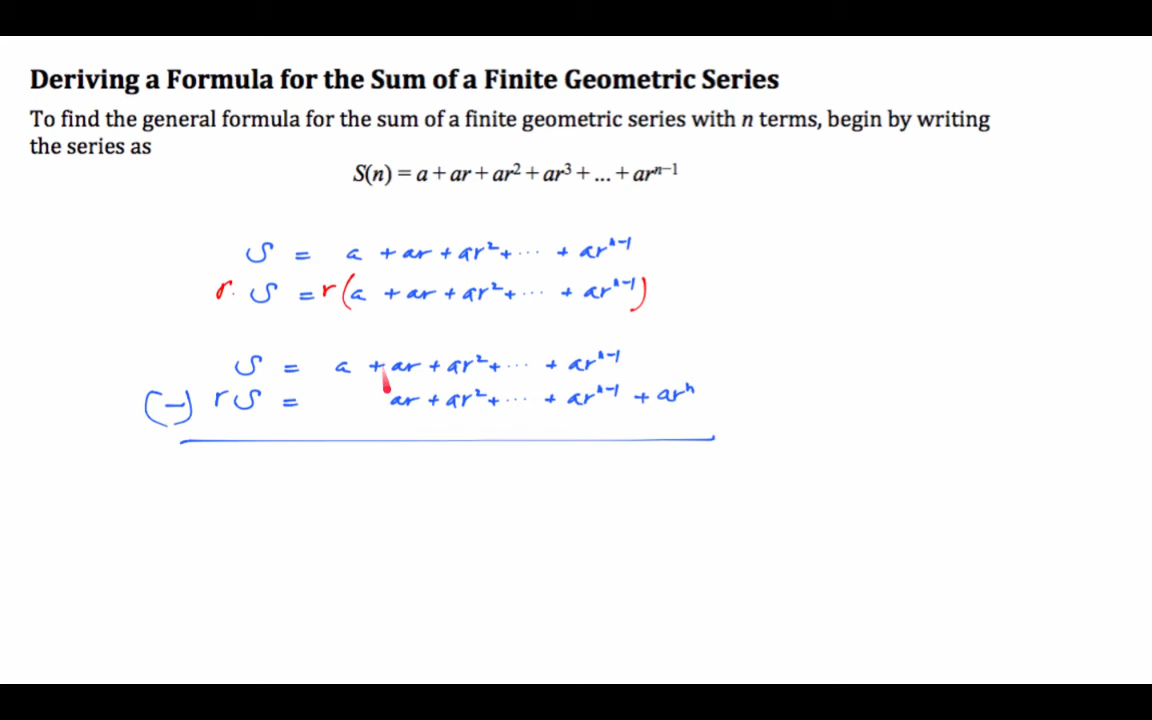 Deriving a Formula for the Sum of a Finite Geometric Series
To find the general formula for the sum of a finite geometric series with n terms, begin by writing
the series as
S(n) = a + ar + ar² + ar³ + ... + arⁿ⁻¹
S = a + ar + ar² + ··· + arⁿ⁻¹
r · S = r(a + ar + ar² + ··· + arⁿ⁻¹)
S = a + ar + ar² + ··· + arⁿ⁻¹
(−) rS = ar + ar² + ··· + arⁿ⁻¹ + arⁿ